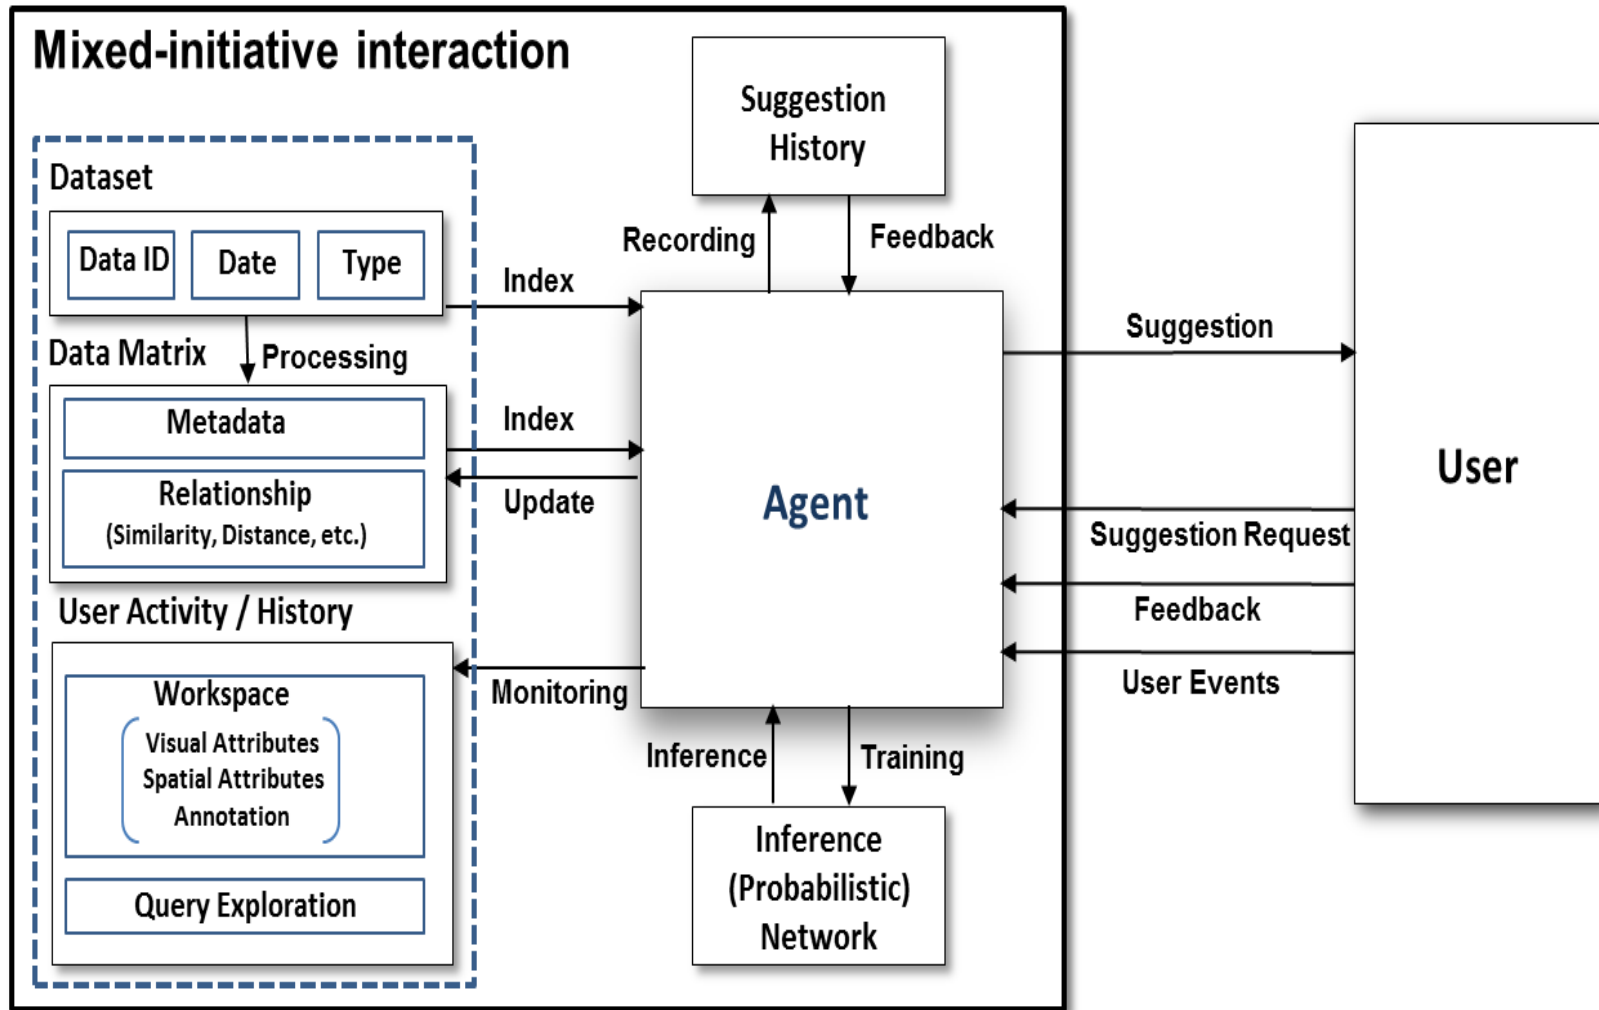 Mixed-initiative interaction
Suggestion
History
Recording
Feedback
Dataset
Data ID
Date
Type
Index
Processing
Data Matrix
Metadata
Index
Relationship
(Similarity, Distance, etc.)
Update
User Activity / History
Workspace
Visual Attributes
Spatial Attributes
Annotation
Query Exploration
Monitoring
Agent
Inference
Training
Inference
(Probabilistic)
Network
Suggestion
Suggestion Request
Feedback
User Events
User